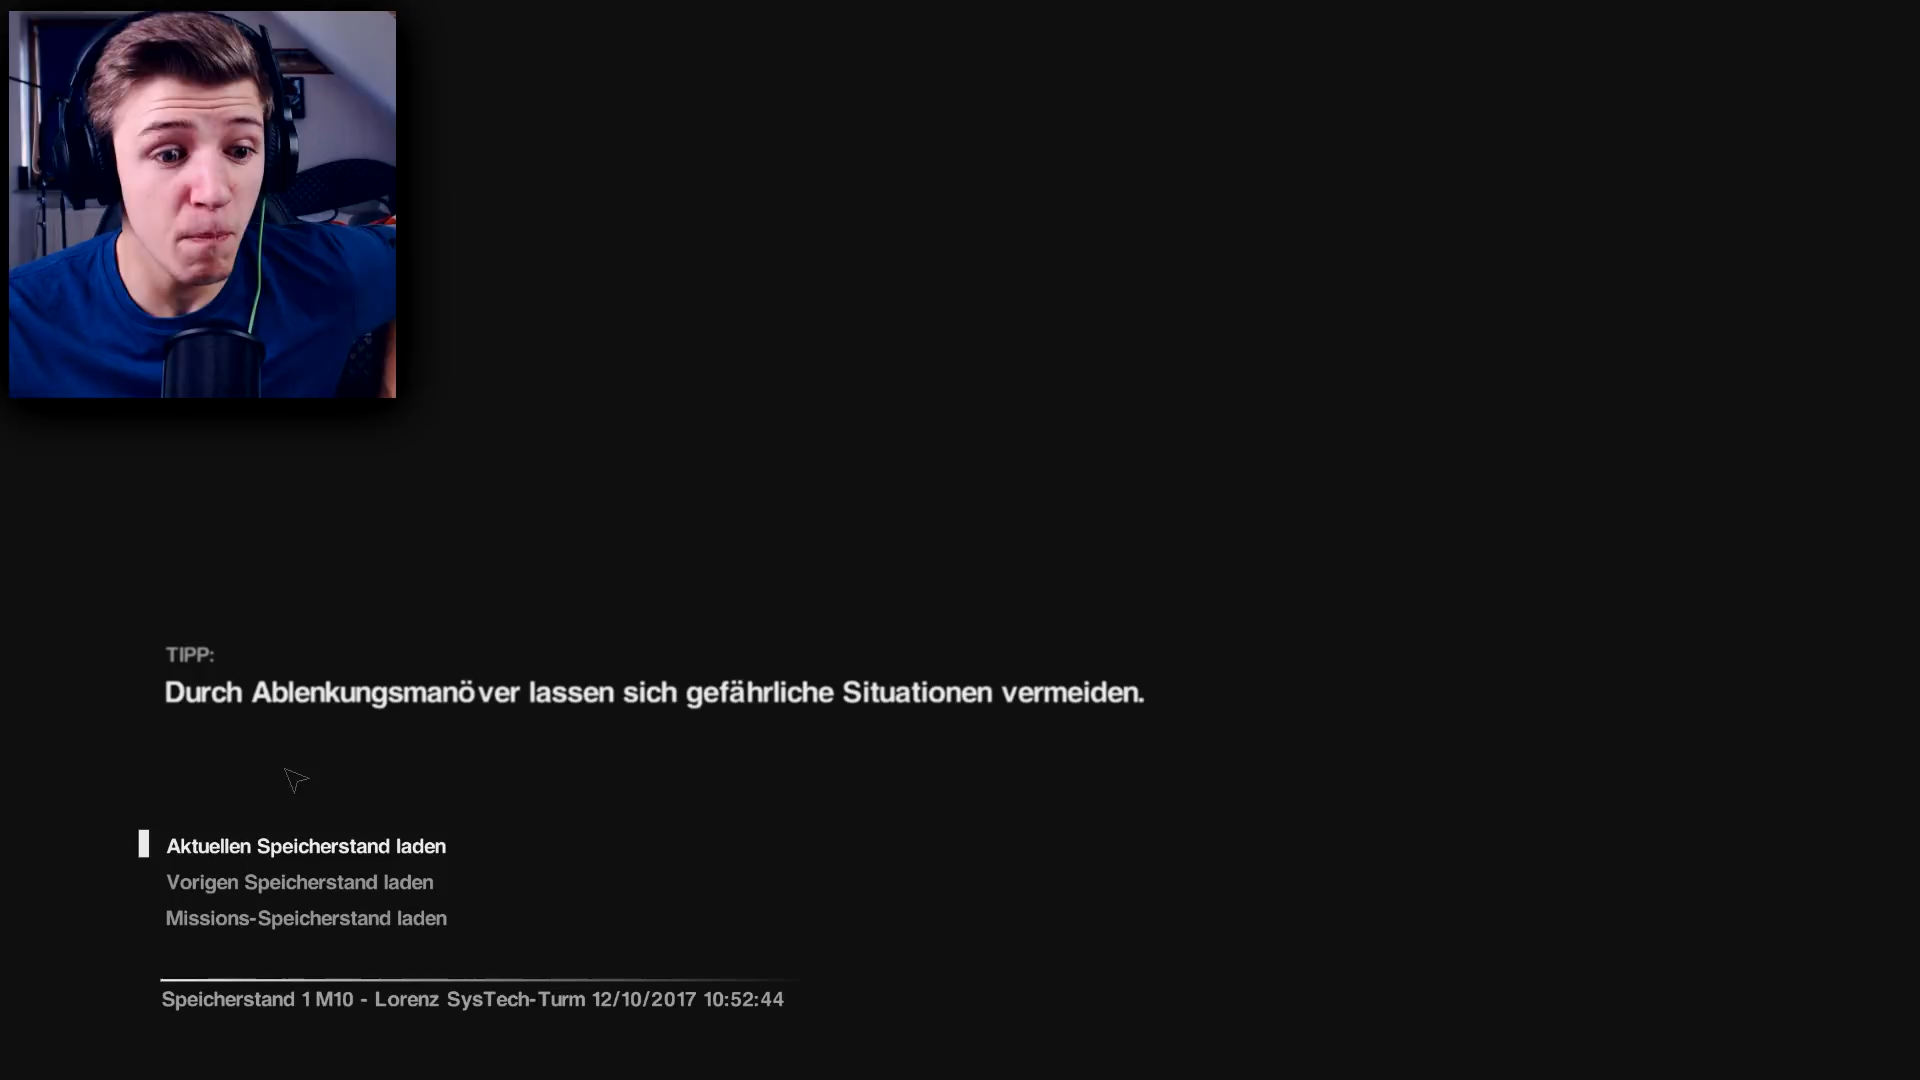 TIPP:
Durch Ablenkungsmanöver lassen sich gefährliche Situationen vermeiden.
Aktuellen Speicherstand laden
Vorigen Speicherstand laden
Missions-Speicherstand laden
Speicherstand 1 M10 - Lorenz SysTech-Turm 12/10/2017 10:52:44